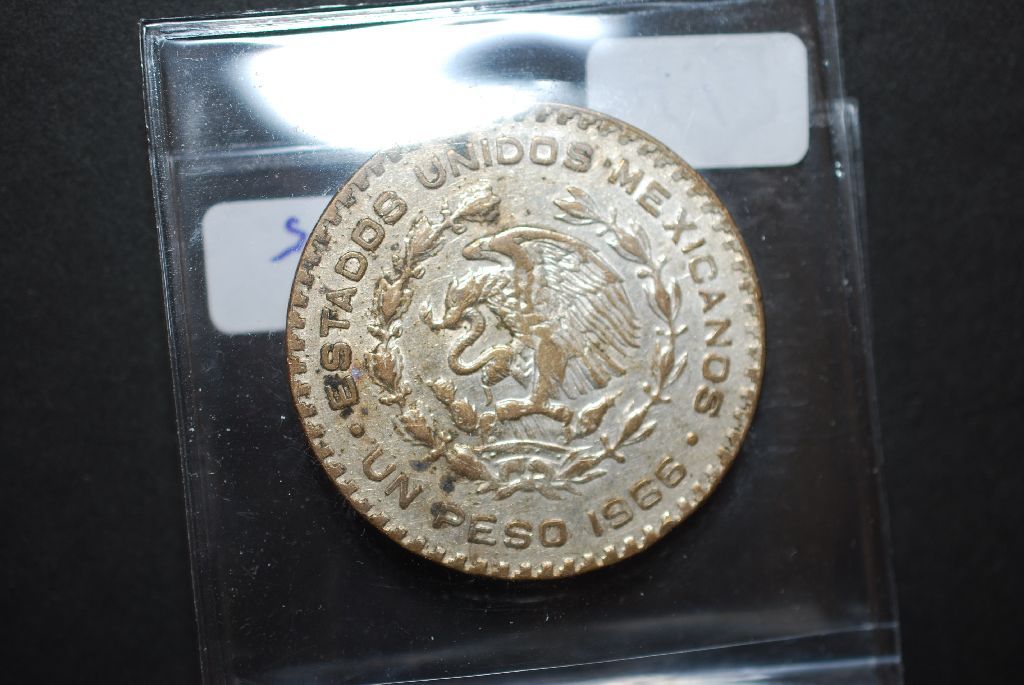 ESTADOS UNIDOS MEXICANOS
· UN PESO 1966 ·
S